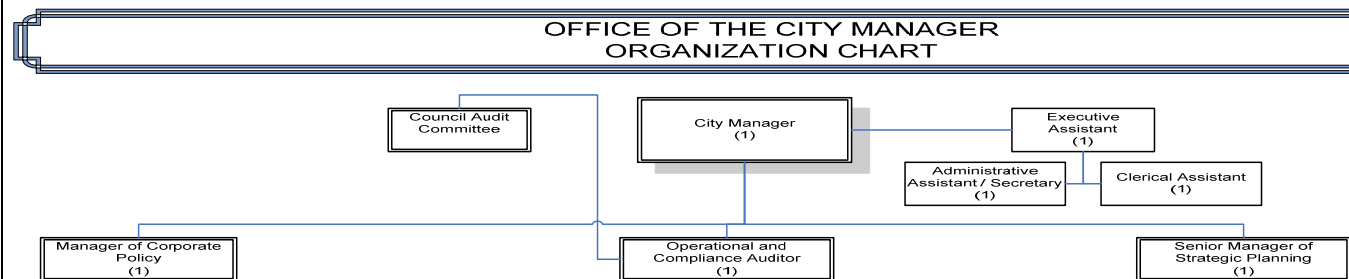 OFFICE OF THE CITY MANAGER
ORGANIZATION CHART
Council Audit
Committee
City Manager
(1)
Executive
Assistant
(1)
Administrative
Assistant / Secretary
(1)
Clerical Assistant
(1)
Manager of Corporate
Policy
(1)
Operational and
Compliance Auditor
(1)
Senior Manager of
Strategic Planning
(1)